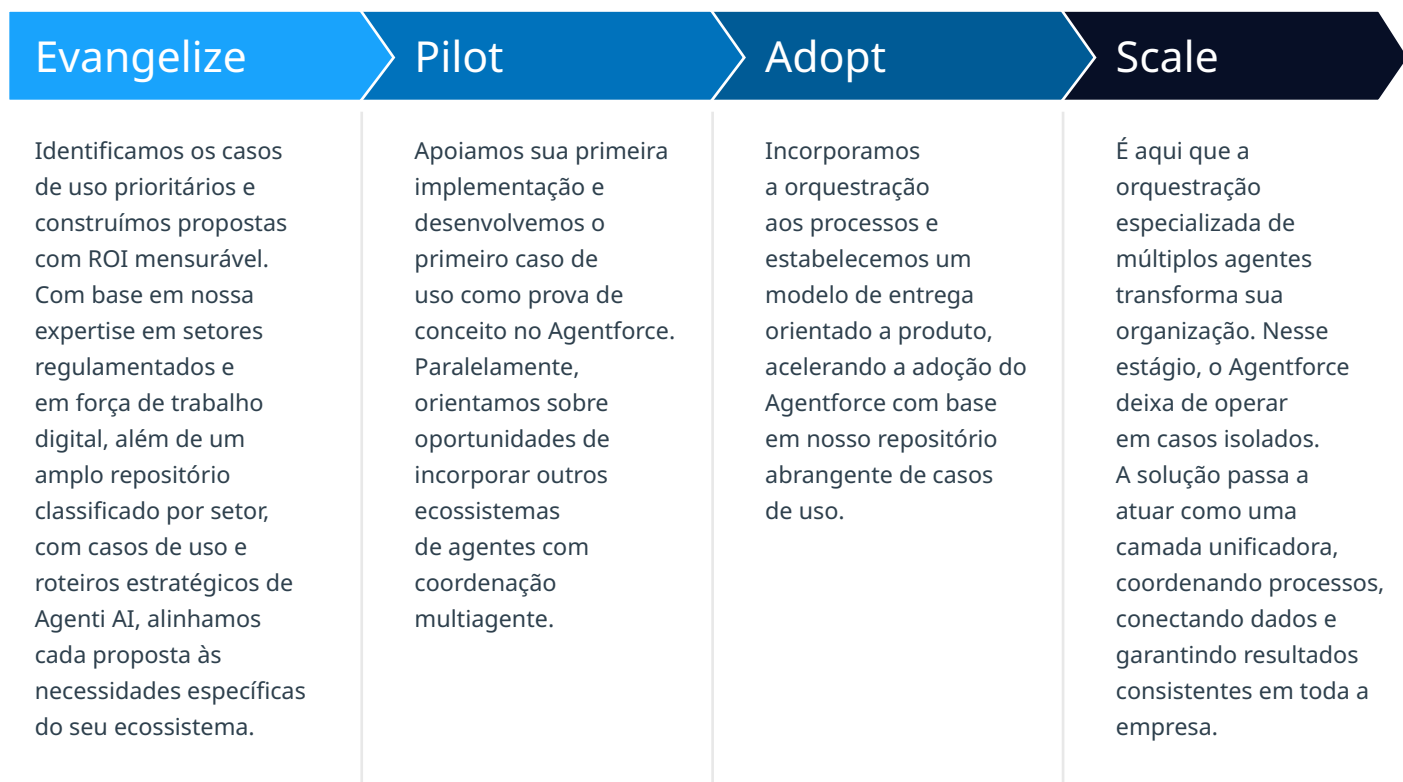 Evangelize
Identificamos os casos
de uso prioritários e
construímos propostas
com ROI mensurável.
Com base em nossa
expertise em setores
regulamentados e
em força de trabalho
digital, além de um
amplo repositório
classificado por setor,
com casos de uso e
roteiros estratégicos de
Agenti AI, alinhamos
cada proposta às
necessidades específicas
do seu ecossistema.
Pilot
Apoiamos sua primeira
implementação e
desenvolvemos o
primeiro caso de
uso como prova de
conceito no Agentforce.
Paralelamente,
orientamos sobre
oportunidades de
incorporar outros
ecossistemas
de agentes com
coordenação
multiagente.
Adopt
Incorporamos
a orquestração
aos processos e
estabelecemos um
modelo de entrega
orientado a produto,
acelerando a adoção do
Agentforce com base
em nosso repositório
abrangente de casos
de uso.
Scale
É aqui que a
orquestração
especializada de
múltiplos agentes
transforma sua
organização. Nesse
estágio, o Agentforce
deixa de operar
em casos isolados.
A solução passa a
atuar como uma
camada unificadora,
coordenando processos,
conectando dados e
garantindo resultados
consistentes em toda a
empresa.